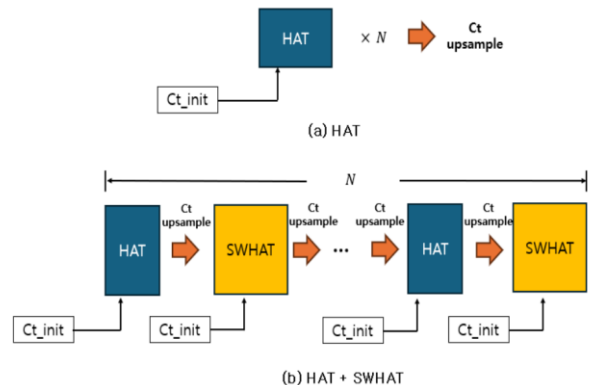 HAT
× N
Ct
upsample
Ct_init
(a) HAT
N
Ct
upsample
Ct
upsample
Ct
upsample
Ct
upsample
HAT
SWHAT
...
HAT
SWHAT
Ct_init
Ct_init
Ct_init
Ct_init
(b) HAT + SWHAT